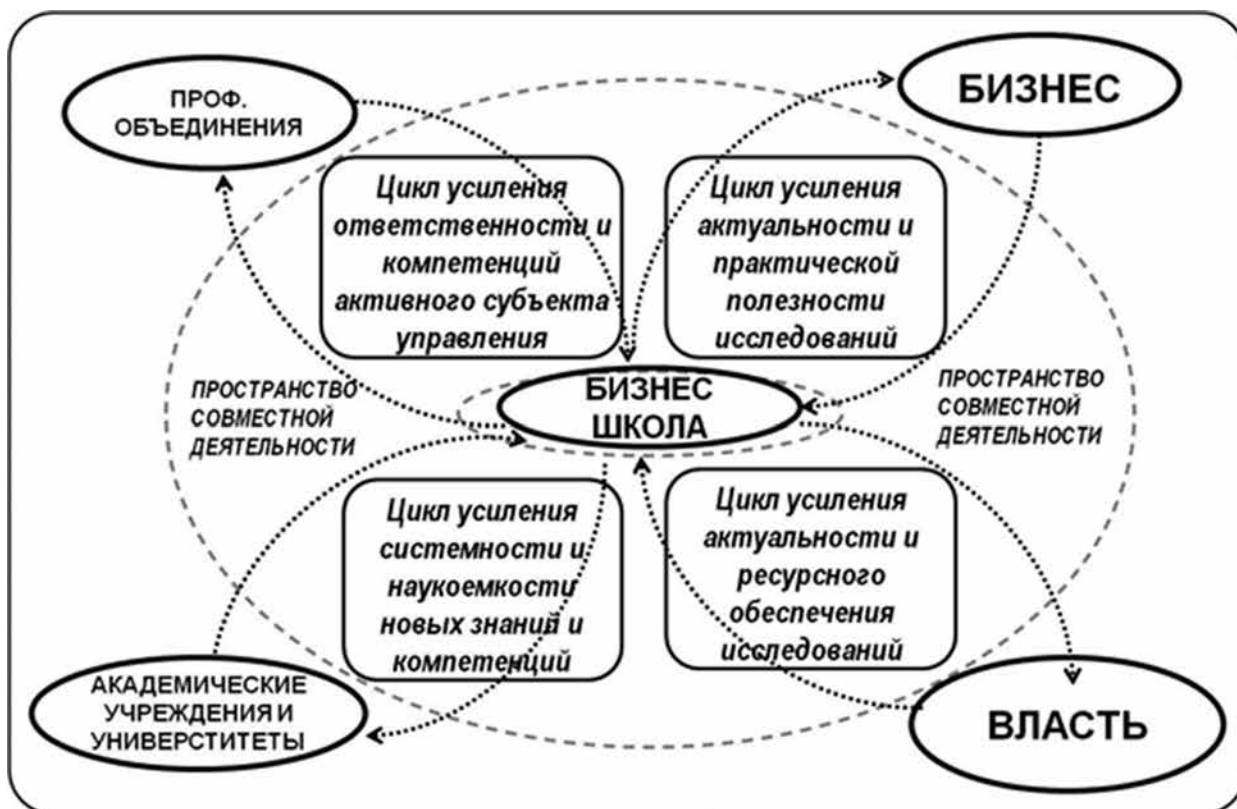 ПРОФ.
ОБЪЕДИНЕНИЯ
БИЗНЕС
Цикл усиления
ответственности и
компетенций
активного субъекта
управления
Цикл усиления
актуальности и
практической
полезности
исследований
ПРОСТРАНСТВО
СОВМЕСТНОЙ
ДЕЯТЕЛЬНОСТИ
БИЗНЕС
ШКОЛА
ПРОСТРАНСТВО
СОВМЕСТНОЙ
ДЕЯТЕЛЬНОСТИ
Цикл усиления
системности и
наукоемкости
новых знаний и
компетенций
Цикл усиления
актуальности и
ресурсного
обеспечения
исследований
АКАДЕМИЧЕСКИЕ
УЧРЕЖДЕНИЯ И
УНИВЕРСТИТЕТЫ
ВЛАСТЬ